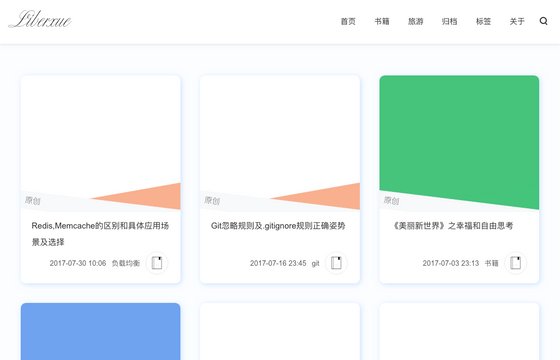 Liberxue
首页 书籍 旅游 归档 标签 关于
原创
Redis,Memcache的区别和具体应用场
景及选择
2017-07-30 10:06 负载均衡
原创
Git忽略规则及.gitignore规则正确姿势
2017-07-16 23:45 git
原创
《美丽新世界》之幸福和自由思考
2017-07-03 23:13 书籍